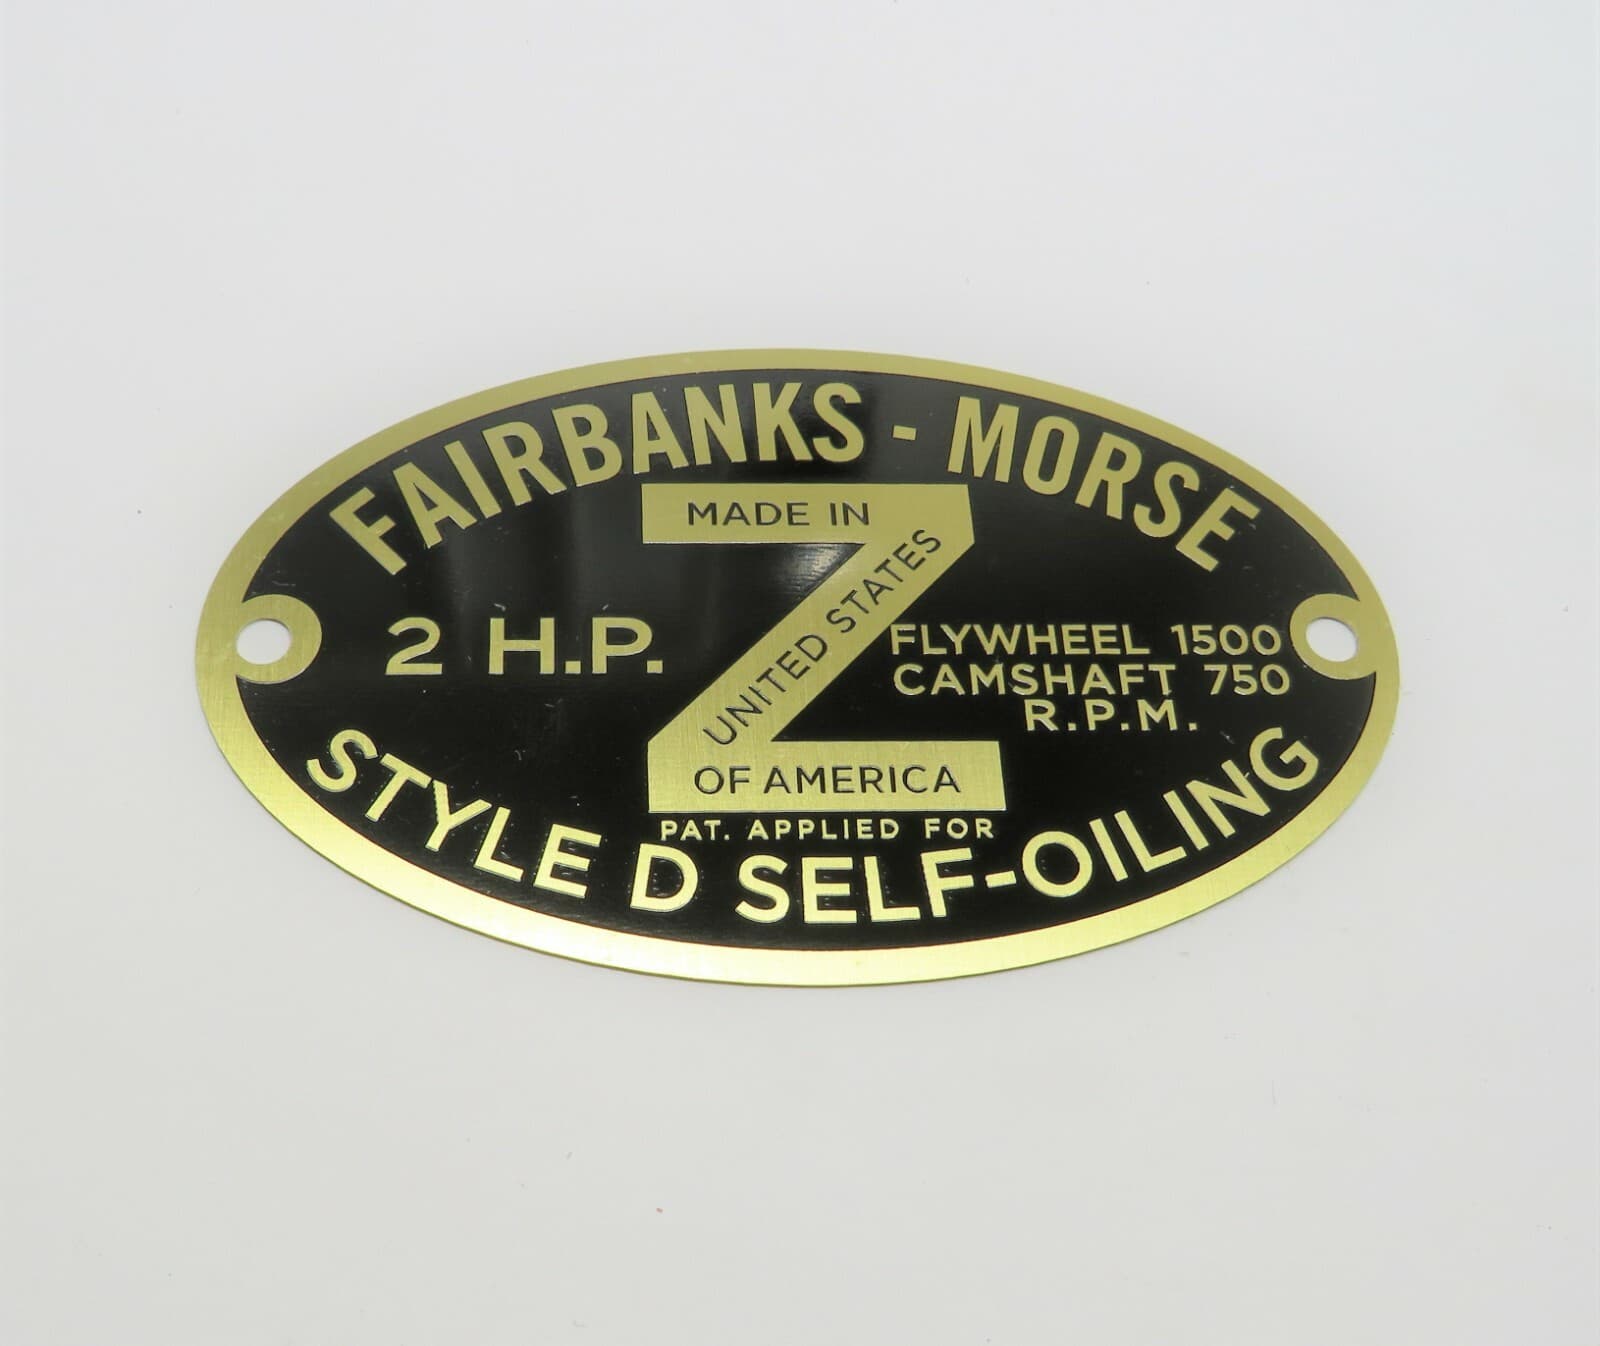 FAIRBANKS - MORSE
Z
MADE IN
UNITED STATES
OF AMERICA
2 H.P.
FLYWHEEL 1500
CAMSHAFT 750
R.P.M.
PAT. APPLIED FOR
STYLE D SELF-OILING